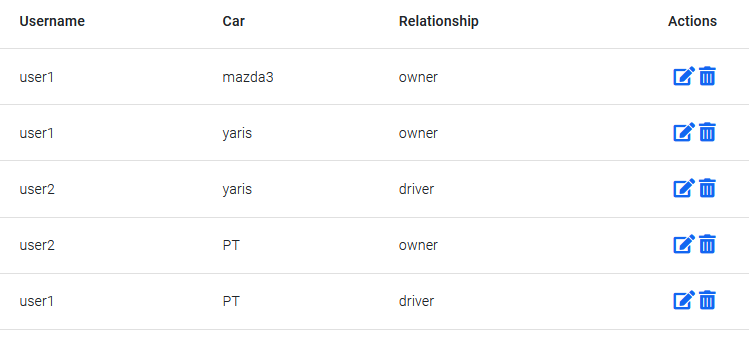 Username Car Relationship Actions
user1 mazda3 owner
user1 yaris owner
user2 yaris driver
user2 PT owner
user1 PT driver